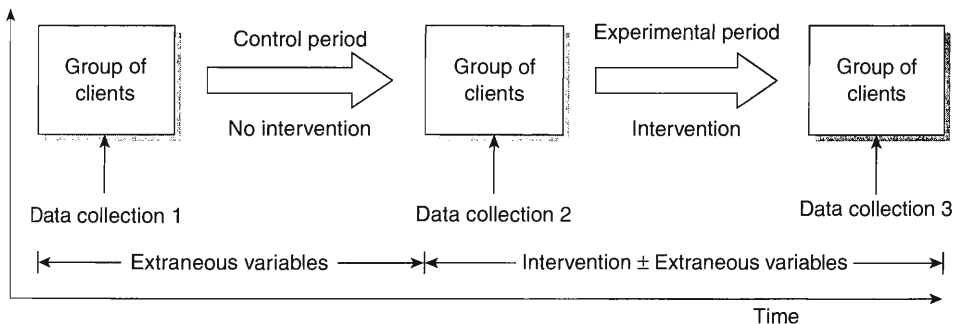 Group of
clients
Control period
No intervention
Group of
clients
Experimental period
Intervention
Group of
clients
Data collection 1
Data collection 2
Data collection 3
Extraneous variables
Intervention ± Extraneous variables
Time